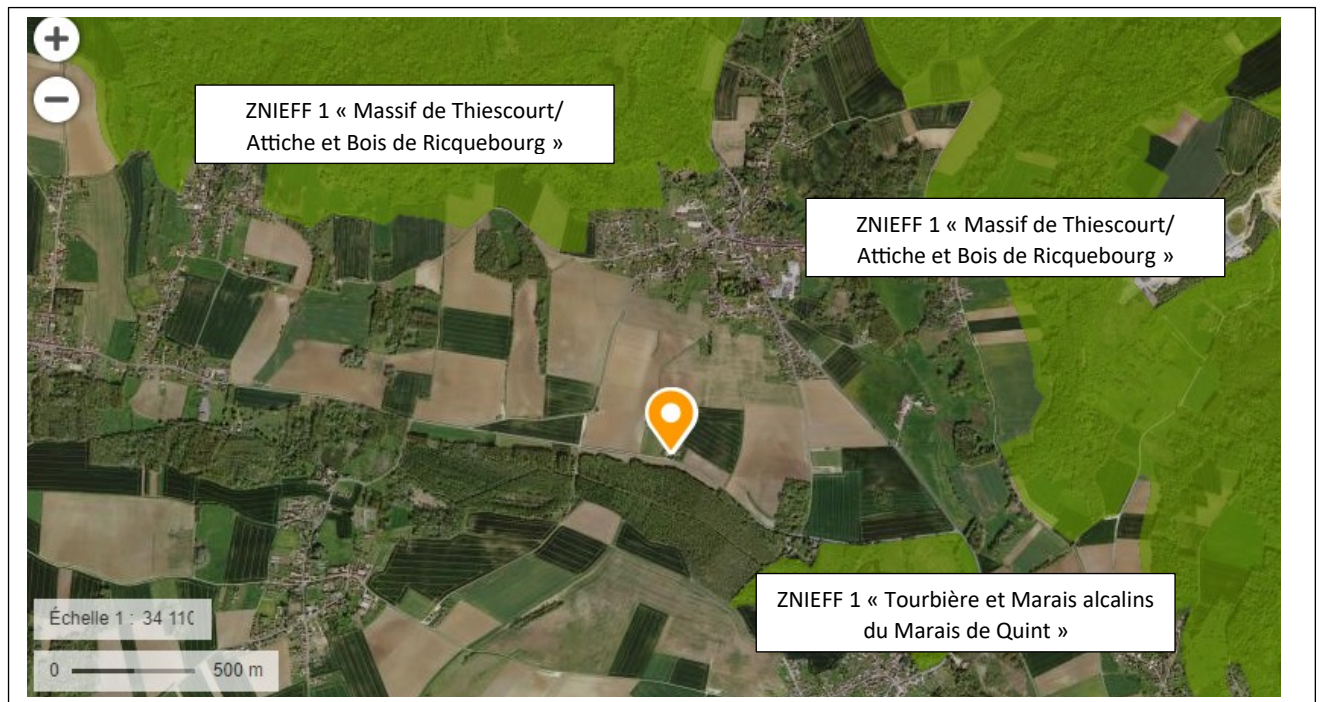 ZNIEFF 1 « Massif de Thiescourt/
Attiche et Bois de Ricquebourg »
ZNIEFF 1 « Massif de Thiescourt/
Attiche et Bois de Ricquebourg »
ZNIEFF 1 « Tourbière et Marais alcalins
du Marais de Quint »
Échelle 1 : 34 110
0 500 m